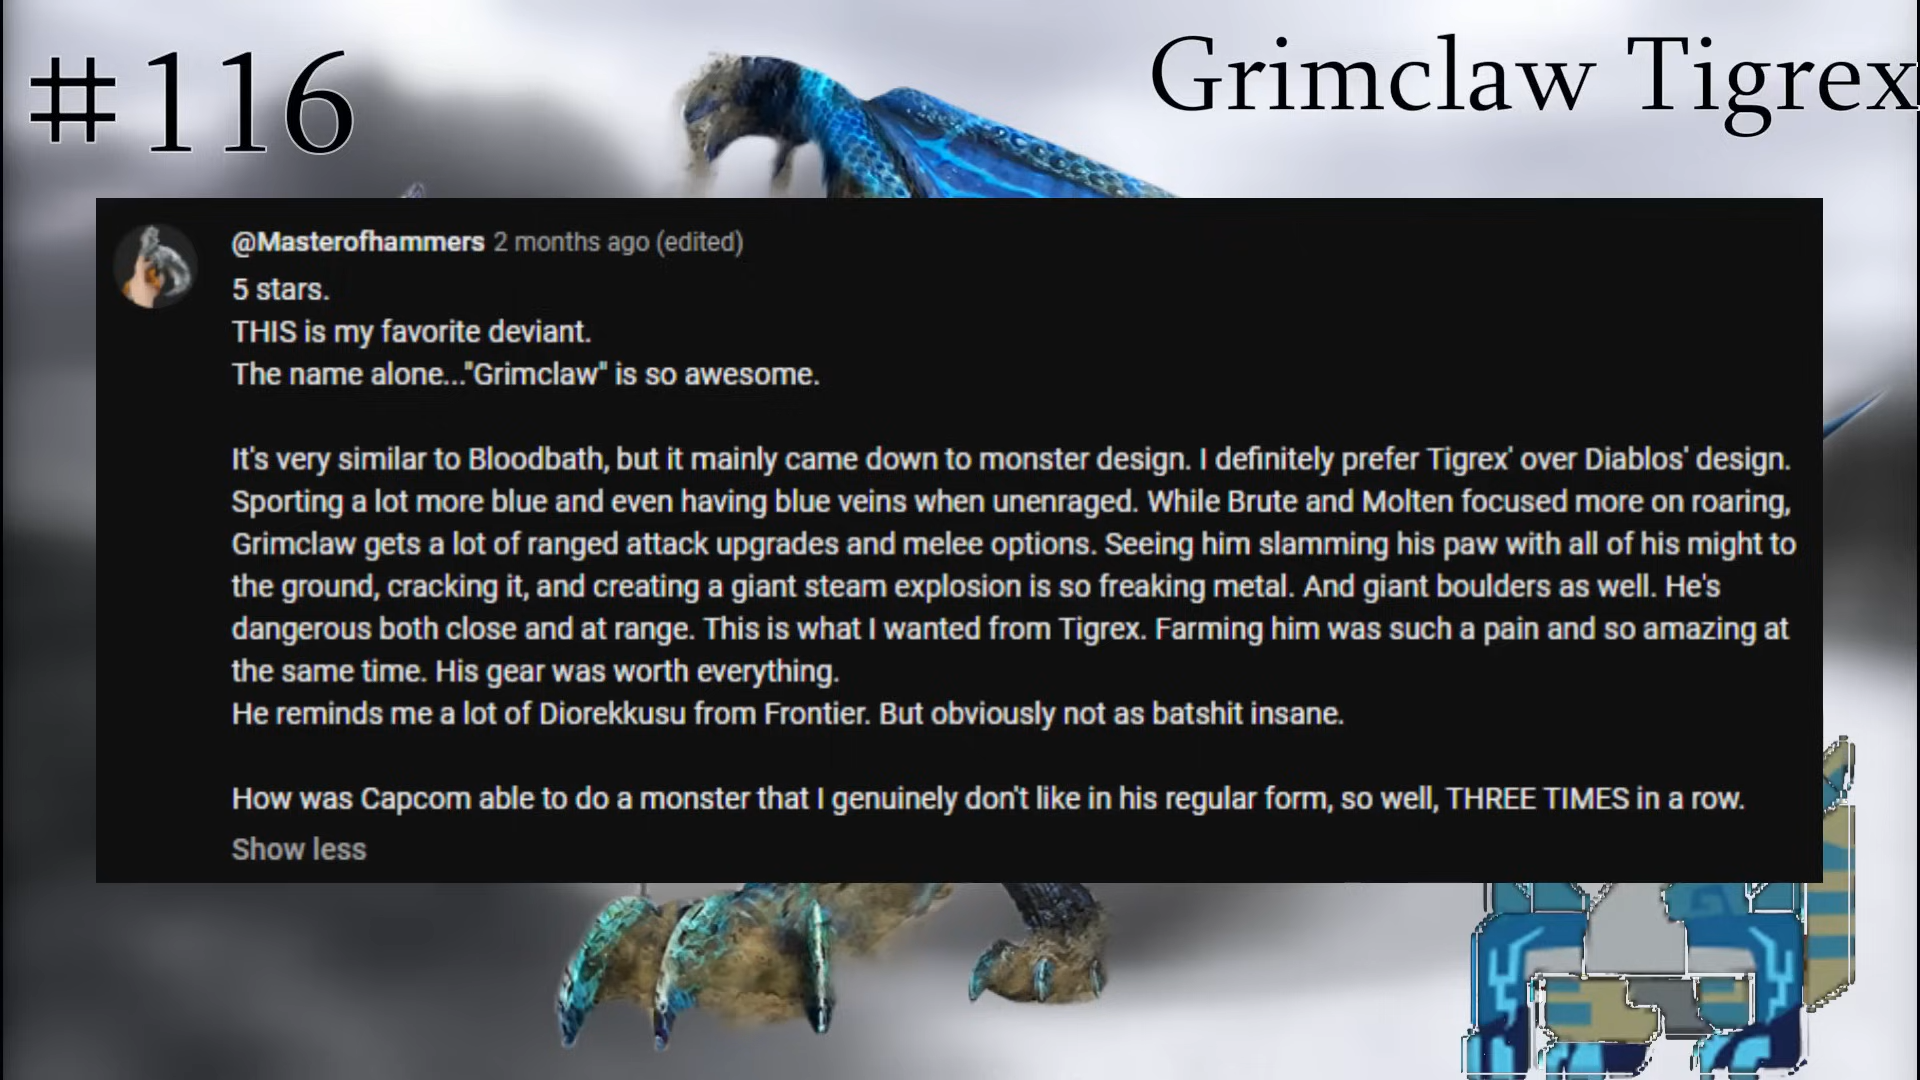 #116
Grimclaw Tigrex
@Masterofhammers 2 months ago (edited)
5 stars.
THIS is my favorite deviant.
The name alone..."Grimclaw" is so awesome.
It's very similar to Bloodbath, but it mainly came down to monster design. I definitely prefer Tigrex' over Diablos' design.
Sporting a lot more blue and even having blue veins when unenraged. While Brute and Molten focused more on roaring,
Grimclaw gets a lot of ranged attack upgrades and melee options. Seeing him slamming his paw with all of his might to
the ground, cracking it, and creating a giant steam explosion is so freaking metal. And giant boulders as well. He's
dangerous both close and at range. This is what I wanted from Tigrex. Farming him was such a pain and so amazing at
the same time. His gear was worth everything.
He reminds me a lot of Diorekkusu from Frontier. But obviously not as batshit insane.
How was Capcom able to do a monster that I genuinely don't like in his regular form, so well, THREE TIMES in a row.
Show less